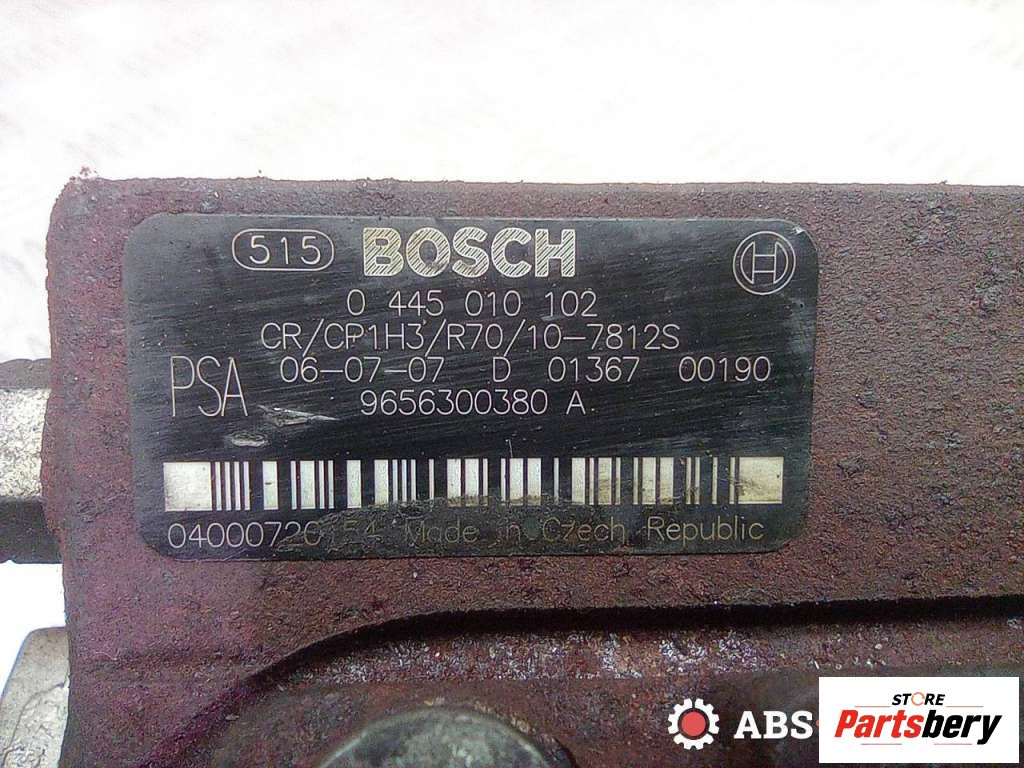 515 BOSCH
0 445 010 102
CR/CP1H3/R70/10-7812S
PSA 06-07-07 D 01367 00190
9656300380 A
Made in Czech Republic
ABS-
STORE
Partsbery